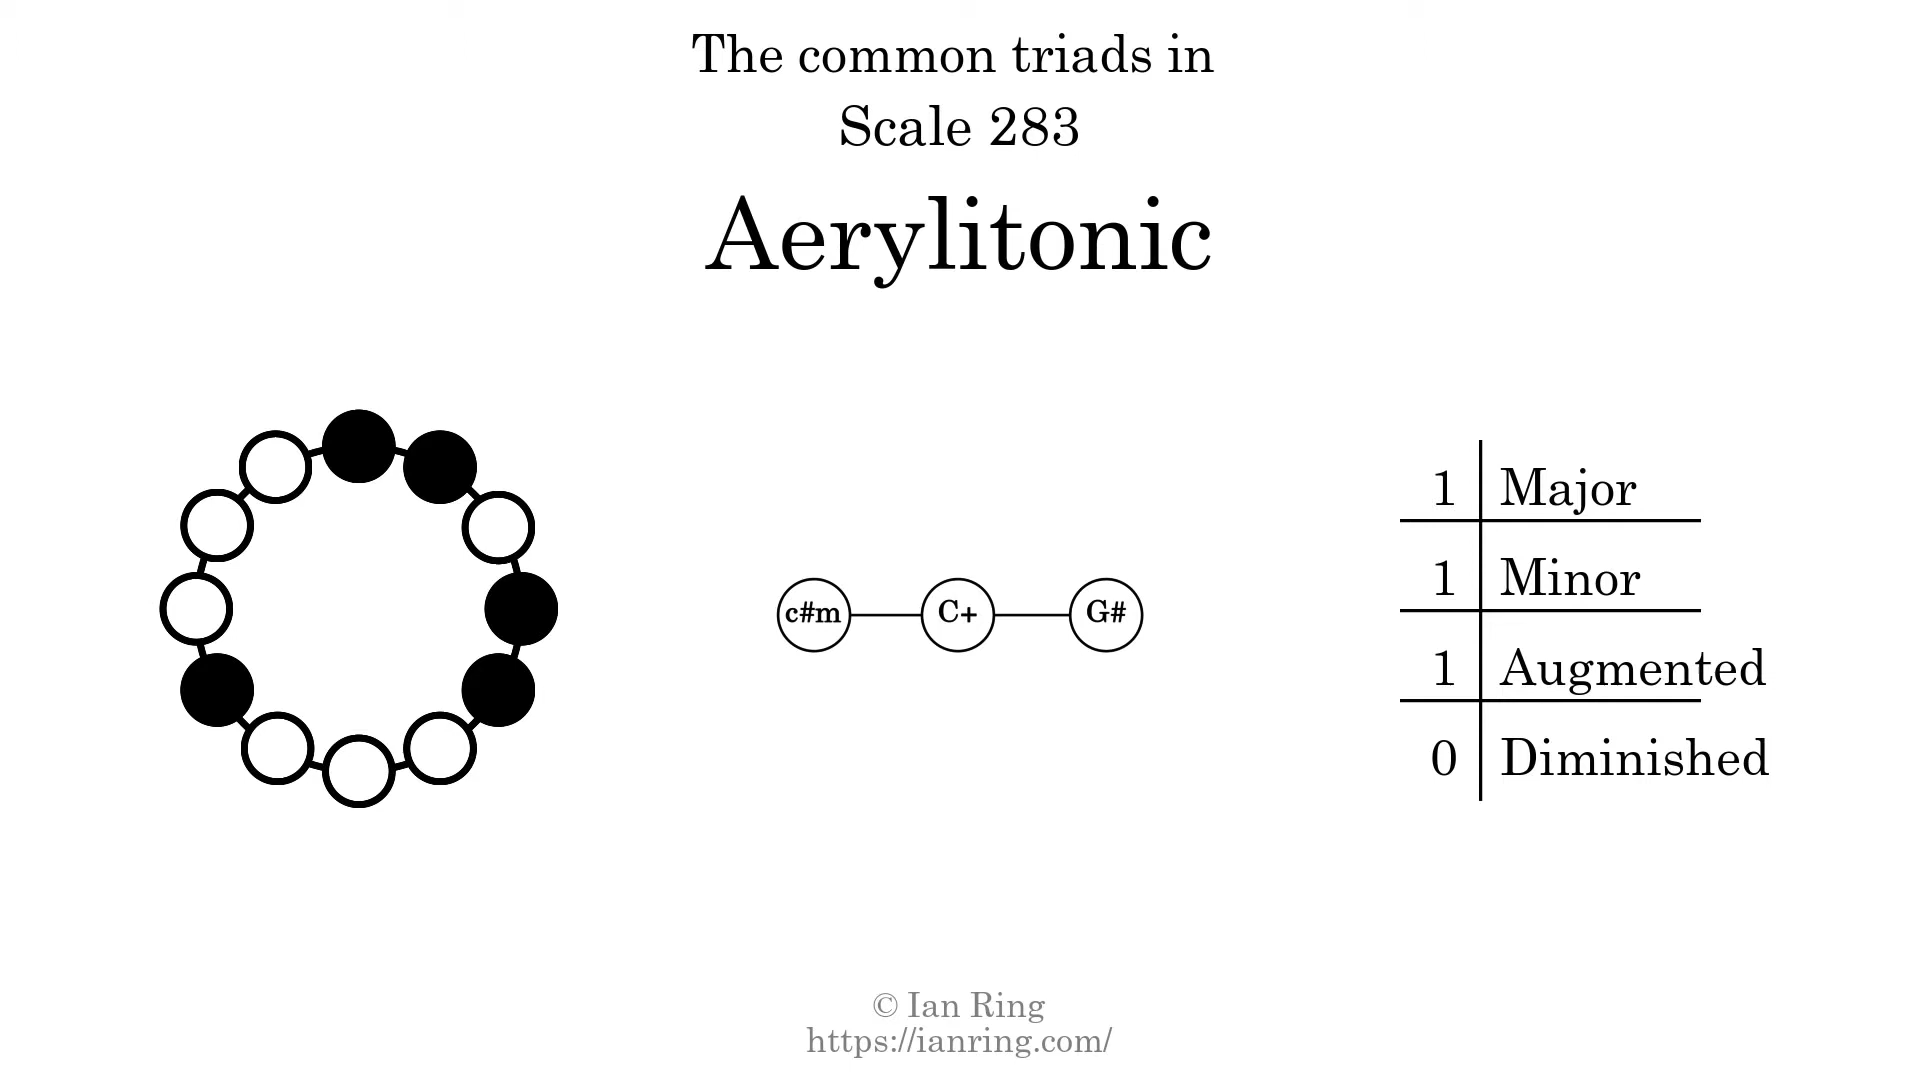 The common triads in
Scale 283
Aerylitonic
c#m C+ G#
1 Major
1 Minor
1 Augmented
0 Diminished
© Ian Ring
https://ianring.com/